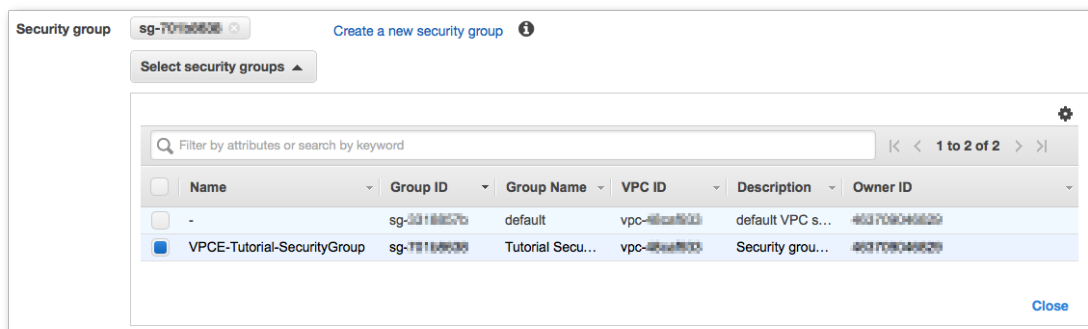 Security group sg- Create a new security group
Select security groups
Filter by attributes or search by keyword 1 to 2 of 2
Name Group ID Group Name VPC ID Description Owner ID
- sg- default vpc- default VPC s...
VPCE-Tutorial-SecurityGroup sg- Tutorial Secu... vpc- Security grou...
Close